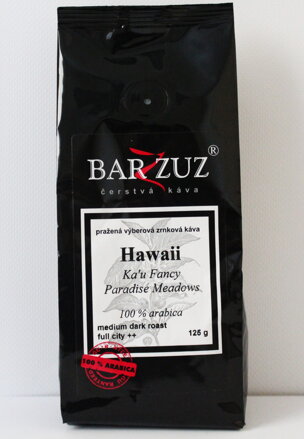 BARZUZ®
čerstvá káva
pražená výberová zrnková káva
Hawaii
Ka'u Fancy
Paradisé Meadows
100 % arabica
medium dark roast
full city ++
125 g
100 % ARABICA